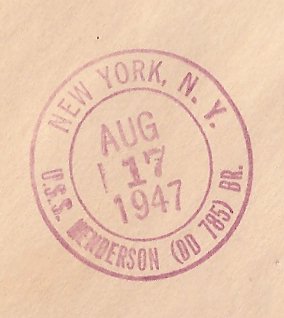 NEW YORK, N. Y.
AUG
17
1947
U.S.S. HENDERSON (DD 785) BR.